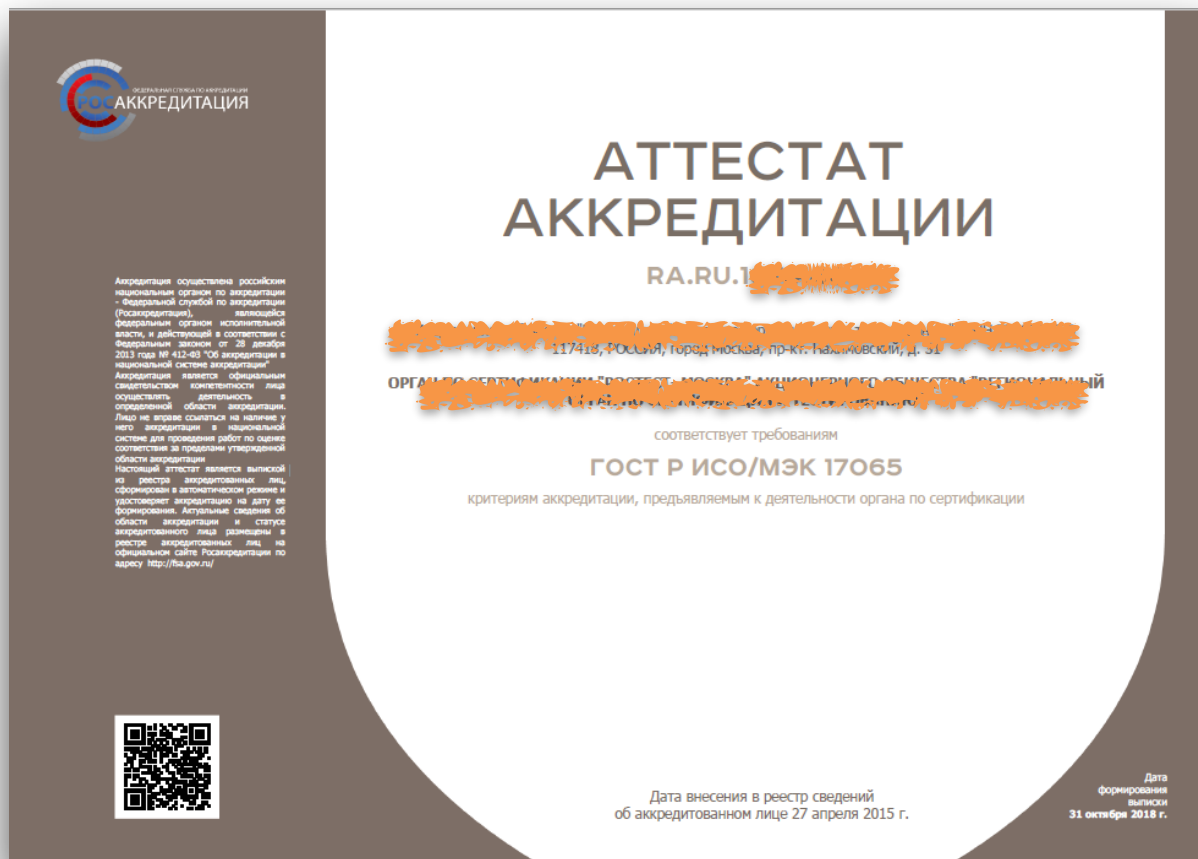 ФЕДЕРАЛЬНАЯ СЛУЖБА ПО АККРЕДИТАЦИИ
РОСАККРЕДИТАЦИЯ
АТТЕСТАТ
АККРЕДИТАЦИИ
RA.RU.1
117418, РОССИЯ, город Москва, пр-кт. Нахимовский, д. 31
ОРГАН ПО СЕРТИФИКАЦИИ АКЦИОНЕРНОГО ОБЩЕСТВА "РЕГИОНАЛЬНЫЙ
соответствует требованиям
ГОСТ Р ИСО/МЭК 17065
критериям аккредитации, предъявляемым к деятельности органа по сертификации
Аккредитация осуществлена российским
национальным органом по аккредитации
- Федеральной службой по аккредитации
(Росаккредитация), являющейся
федеральным органом исполнительной
власти, и действующей в соответствии с
Федеральным законом от 28 декабря
2013 года № 412-ФЗ "Об аккредитации в
национальной системе аккредитации"
Аккредитация является официальным
свидетельством компетентности лица
осуществлять деятельность в
определенной области аккредитации.
Лицо не вправе ссылаться на наличие у
него аккредитации в национальной
системе для проведения работ по оценке
соответствия за пределами утвержденной
области аккредитации
Настоящий аттестат является выпиской
из реестра аккредитованных лиц,
сформирован в автоматическом режиме и
удостоверяет аккредитацию на дату ее
формирования. Актуальные сведения об
области аккредитации и статусе
аккредитованного лица размещены в
реестре аккредитованных лиц на
официальном сайте Росаккредитации по
адресу http://fsa.gov.ru/
Дата внесения в реестр сведений
об аккредитованном лице 27 апреля 2015 г.
Дата
формирования
выписки
31 октября 2018 г.